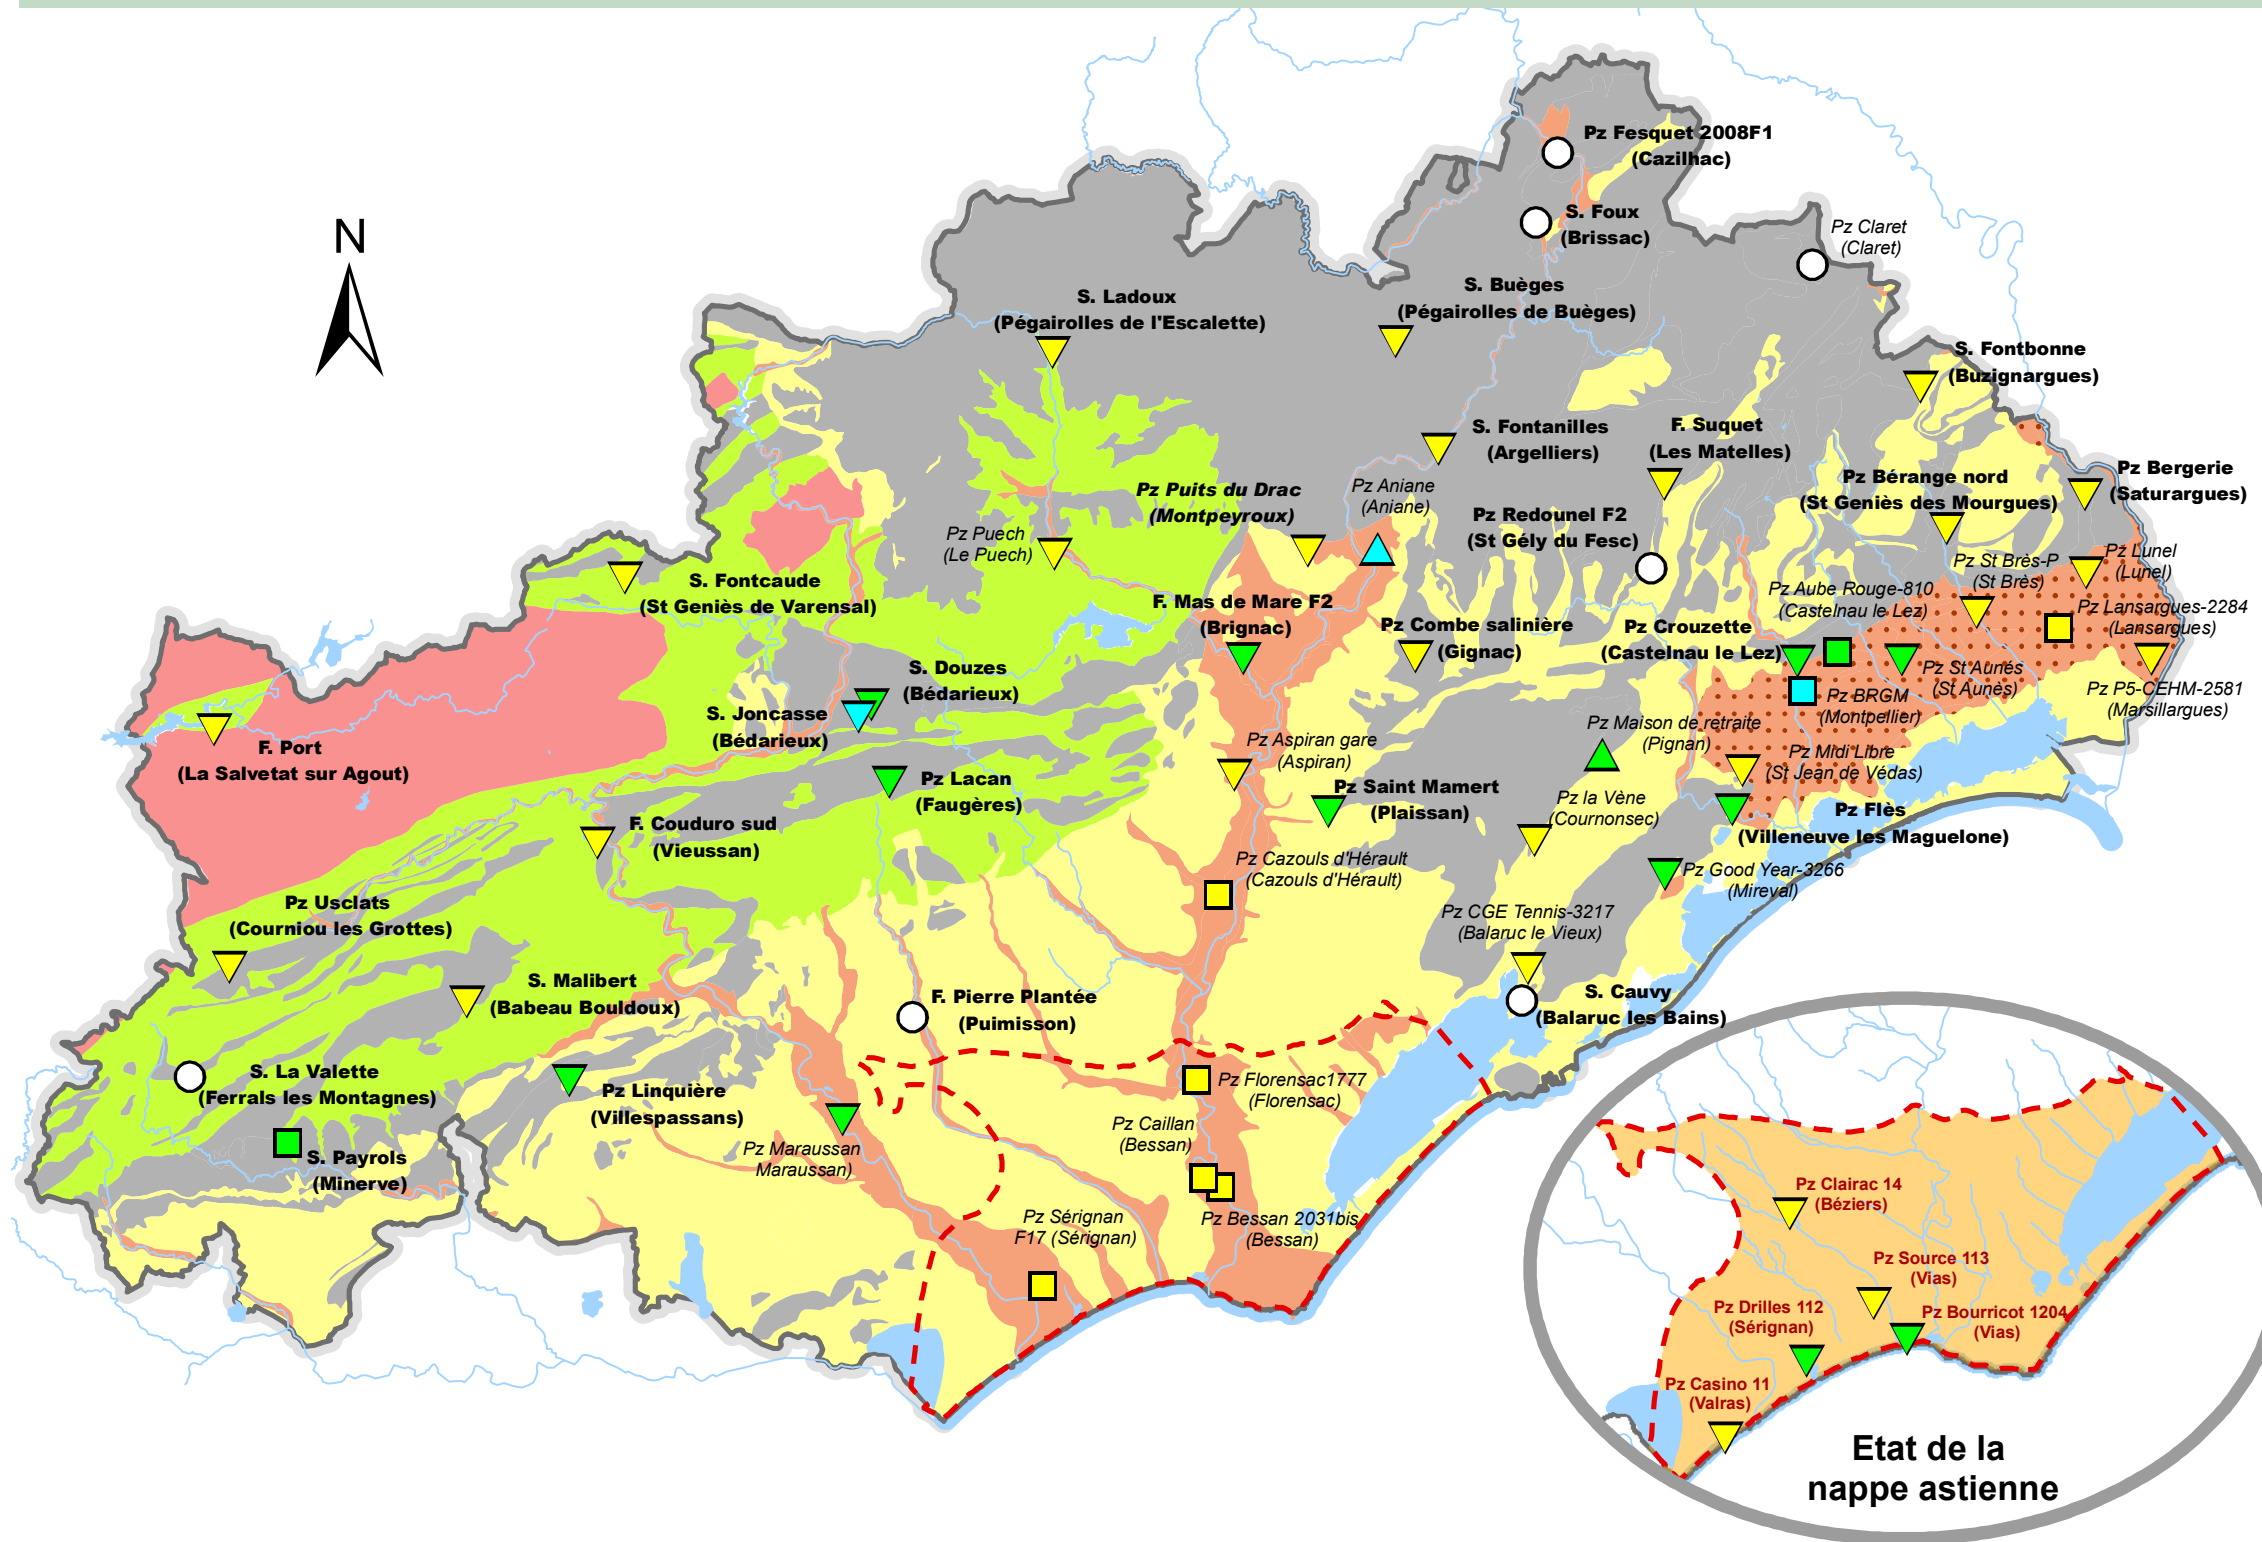 N
Pz Fesquet 2008F1
(Cazilhac)
S. Foux
(Brissac)
Pz Claret
(Claret)
S. Buèges
(Pégairolles de Buèges)
S. Ladoux
(Pégairolles de l'Escalette)
S. Fontbonne
(Buzignargues)
S. Fontanilles
(Argelliers)
F. Suquet
(Les Matelles)
Pz Bérange nord
(St Geniès des Mourgues)
Pz Bergerie
(Saturargues)
Pz Puits du Drac
(Montpeyroux)
Pz Aniane
(Aniane)
Pz Redounel F2
(St Gély du Fesc)
Pz Puech
(Le Puech)
Pz St Brès-P
(St Brès)
Pz Lunel
(Lunel)
S. Fontcaude
(St Geniès de Varensal)
F. Mas de Mare F2
(Brignac)
Pz Aube Rouge-810
(Castelnau le Lez)
Pz Lansargues-2284
(Lansargues)
Pz Combe salinière
(Gignac)
Pz Crouzette
(Castelnau le Lez)
S. Douzes
(Bédarieux)
Pz St Aunés
(St Aunès)
Pz P5-CEHM-2581
(Marsillargues)
S. Joncasse
(Bédarieux)
Pz BRGM
(Montpellier)
Pz Maison de retraite
(Pignan)
F. Port
(La Salvetat sur Agout)
Pz Aspiran gare
(Aspiran)
Pz Midi Libre
(St Jean de Védas)
Pz Lacan
(Faugères)
Pz Saint Mamert
(Plaissan)
Pz la Vène
(Cournonsec)
Pz Flès
(Villeneuve les Maguelone)
F. Couduro sud
(Vieussan)
Pz Cazouls d'Hérault
(Cazouls d'Hérault)
Pz Good Year-3266
(Mireval)
Pz Usclats
(Courniou les Grottes)
Pz CGE Tennis-3217
(Balaruc le Vieux)
S. Malibert
(Babeau Bouldoux)
F. Pierre Plantée
(Puimisson)
S. Cauvy
(Balaruc les Bains)
S. La Valette
(Ferrals les Montagnes)
Pz Linquière
(Villespassans)
Pz Florensac1777
(Florensac)
Pz Caillan
(Bessan)
S. Payrols
(Minerve)
Pz Maraussan
Maraussan)
Pz Sérignan
F17 (Sérignan)
Pz Bessan 2031bis
(Bessan)
Pz Clairac 14
(Béziers)
Pz Source 113
(Vias)
Pz Drilles 112
(Sérignan)
Pz Bourricot 1204
(Vias)
Pz Casino 11
(Valras)
Etat de la
nappe astienne